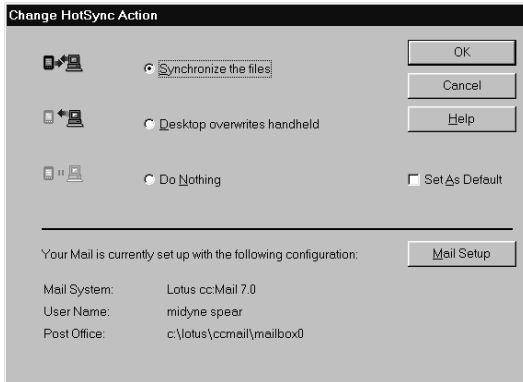 Change HotSync Action
OK
Synchronize the files
Cancel
Desktop overwrites handheld
Help
Do Nothing
Set As Default
Your Mail is currently set up with the following configuration:
Mail Setup
Mail System: Lotus cc:Mail 7.0
User Name: midyne spear
Post Office: c:\lotus\ccmail\mailbox0